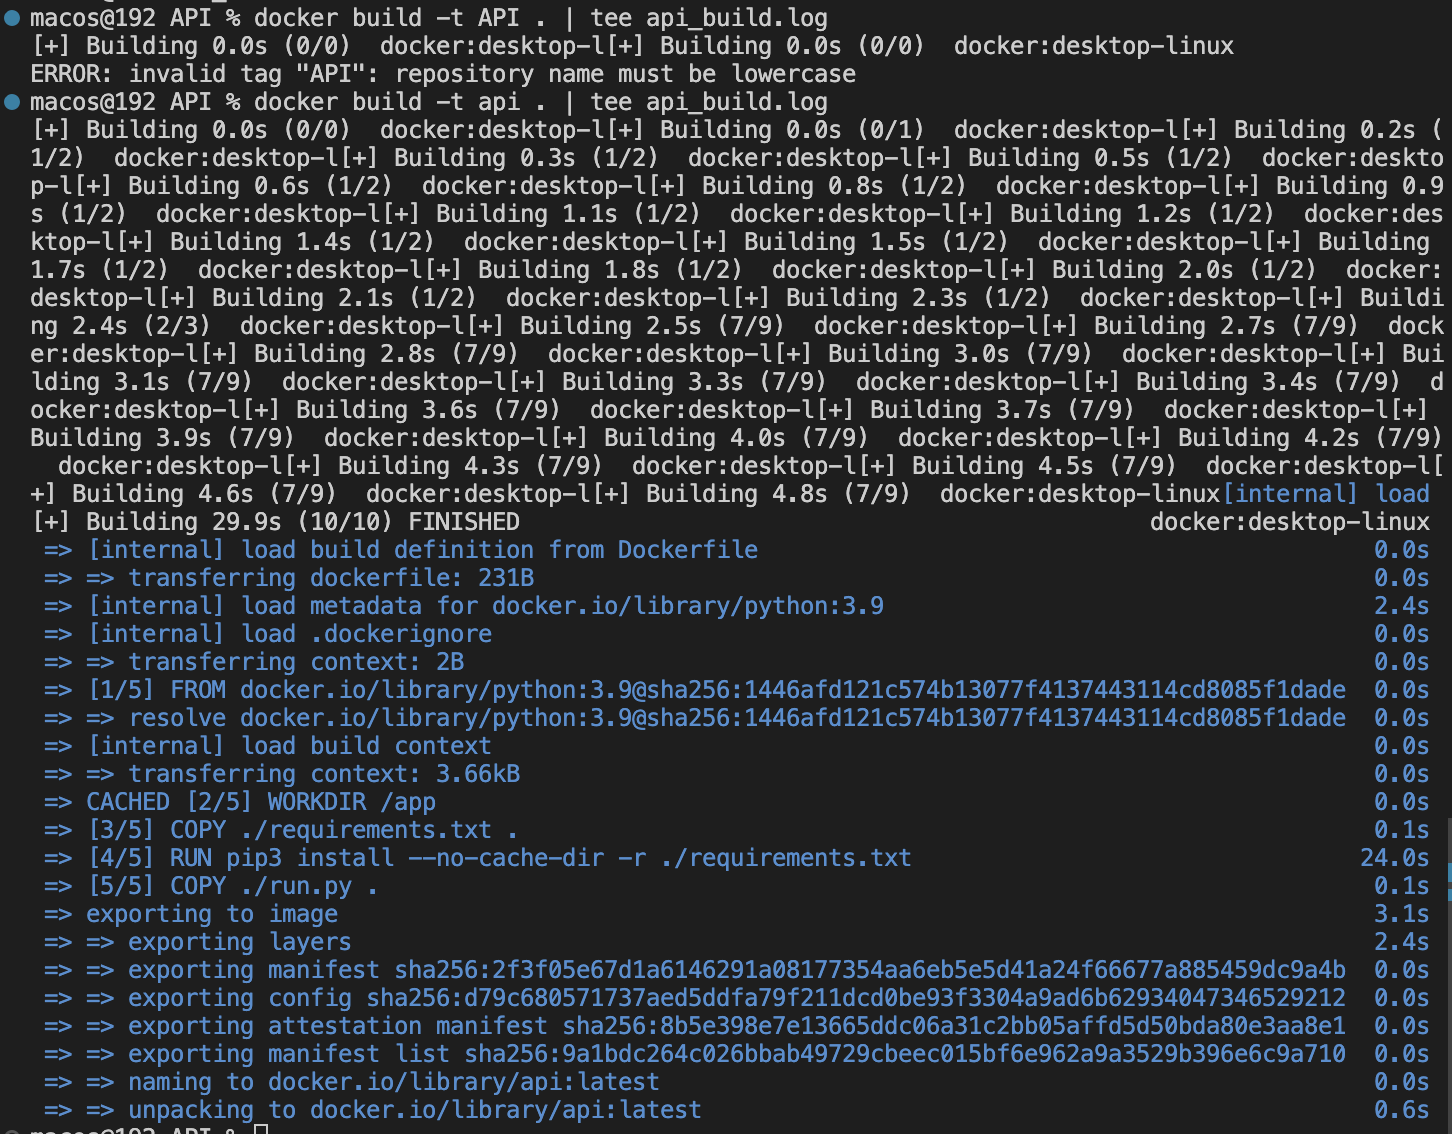 macos@192 API % docker build -t API . | tee api_build.log
[+] Building 0.0s (0/0)  docker:desktop-l[+] Building 0.0s (0/0)  docker:desktop-linux
ERROR: invalid tag "API": repository name must be lowercase
macos@192 API % docker build -t api . | tee api_build.log
[+] Building 0.0s (0/0)  docker:desktop-l[+] Building 0.0s (0/1)  docker:desktop-l[+] Building 0.2s (
1/2)  docker:desktop-l[+] Building 0.3s (1/2)  docker:desktop-l[+] Building 0.5s (1/2)  docker:deskto
p-l[+] Building 0.6s (1/2)  docker:desktop-l[+] Building 0.8s (1/2)  docker:desktop-l[+] Building 0.9
s (1/2)  docker:desktop-l[+] Building 1.1s (1/2)  docker:desktop-l[+] Building 1.2s (1/2)  docker:des
ktop-l[+] Building 1.4s (1/2)  docker:desktop-l[+] Building 1.5s (1/2)  docker:desktop-l[+] Building
1.7s (1/2)  docker:desktop-l[+] Building 1.8s (1/2)  docker:desktop-l[+] Building 2.0s (1/2)  docker:
desktop-l[+] Building 2.1s (1/2)  docker:desktop-l[+] Building 2.3s (1/2)  docker:desktop-l[+] Buildi
ng 2.4s (2/3)  docker:desktop-l[+] Building 2.5s (7/9)  docker:desktop-l[+] Building 2.7s (7/9)  dock
er:desktop-l[+] Building 2.8s (7/9)  docker:desktop-l[+] Building 3.0s (7/9)  docker:desktop-l[+] Bui
lding 3.1s (7/9)  docker:desktop-l[+] Building 3.3s (7/9)  docker:desktop-l[+] Building 3.4s (7/9)  d
ocker:desktop-l[+] Building 3.6s (7/9)  docker:desktop-l[+] Building 3.7s (7/9)  docker:desktop-l[+]
Building 3.9s (7/9)  docker:desktop-l[+] Building 4.0s (7/9)  docker:desktop-l[+] Building 4.2s (7/9)
  docker:desktop-l[+] Building 4.3s (7/9)  docker:desktop-l[+] Building 4.5s (7/9)  docker:desktop-l[
+] Building 4.6s (7/9)  docker:desktop-l[+] Building 4.8s (7/9)  docker:desktop-linux[internal] load
[+] Building 29.9s (10/10) FINISHED docker:desktop-linux
=> [internal] load build definition from Dockerfile 0.0s
=> => transferring dockerfile: 231B 0.0s
=> [internal] load metadata for docker.io/library/python:3.9 2.4s
=> [internal] load .dockerignore 0.0s
=> => transferring context: 2B 0.0s
=> [1/5] FROM docker.io/library/python:3.9@sha256:1446afd121c574b13077f4137443114cd8085f1dade 0.0s
=> => resolve docker.io/library/python:3.9@sha256:1446afd121c574b13077f4137443114cd8085f1dade 0.0s
=> [internal] load build context 0.0s
=> => transferring context: 3.66kB 0.0s
=> CACHED [2/5] WORKDIR /app 0.0s
=> [3/5] COPY ./requirements.txt . 0.1s
=> [4/5] RUN pip3 install --no-cache-dir -r ./requirements.txt 24.0s
=> [5/5] COPY ./run.py . 0.1s
=> exporting to image 3.1s
=> => exporting layers 2.4s
=> => exporting manifest sha256:2f3f05e67d1a6146291a08177354aa6eb5e5d41a24f66677a885459dc9a4b 0.0s
=> => exporting config sha256:d79c680571737aed5ddfa79f211dcd0be93f3304a9ad6b62934047346529212 0.0s
=> => exporting attestation manifest sha256:8b5e398e7e13665ddc06a31c2bb05affd5d50bda80e3aa8e1 0.0s
=> => exporting manifest list sha256:9a1bdc264c026bbab49729cbeec015bf6e962a9a3529b396e6c9a710 0.0s
=> => naming to docker.io/library/api:latest 0.0s
=> => unpacking to docker.io/library/api:latest 0.6s
macos@192 API %